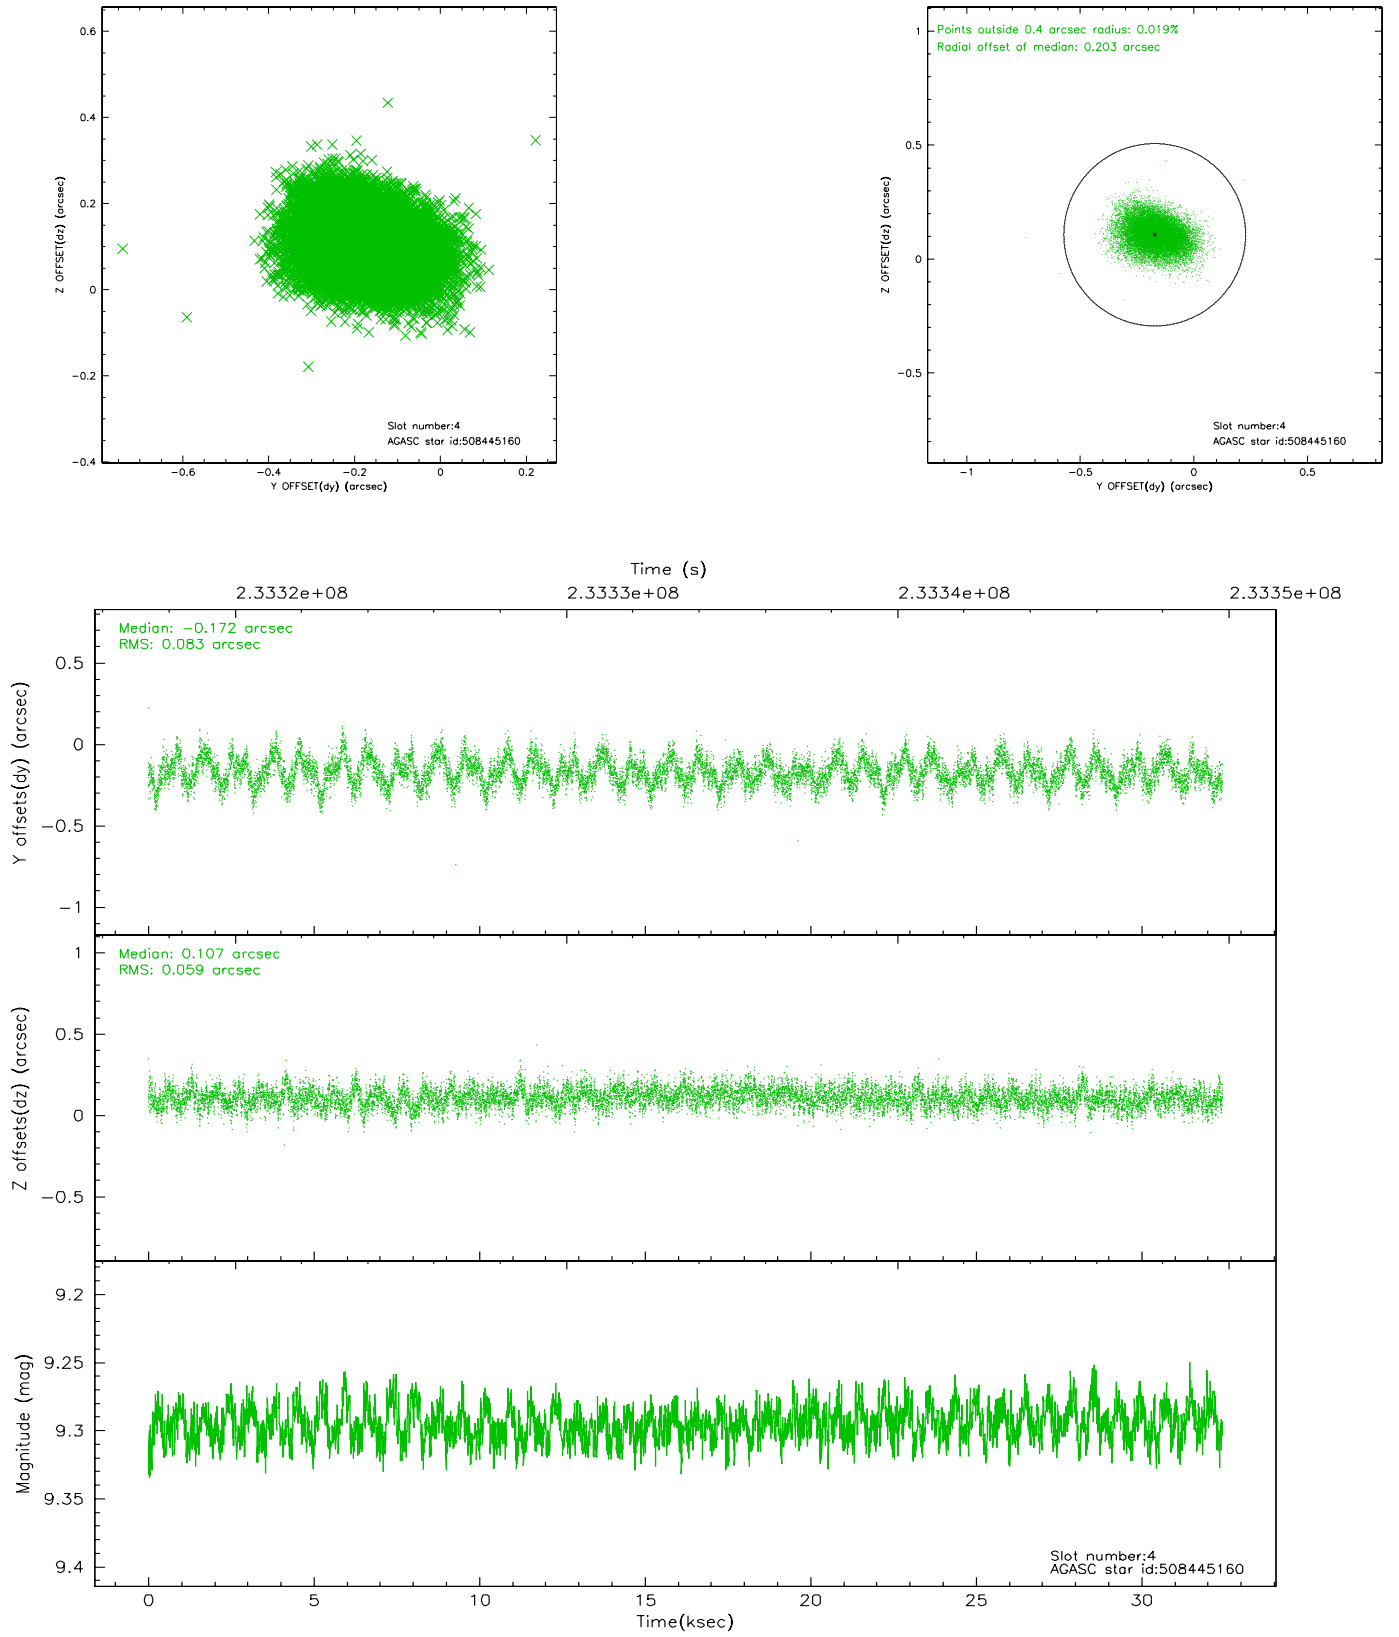 0.6
0.4
0.2
0
−0.2
−0.4
Z OFFSET(dz) (arcsec)
Slot number:4
AGASC star id:508445160
−0.6 −0.4 −0.2 0 0.2
Y OFFSET(dy) (arcsec)
Points outside 0.4 arcsec radius: 0.019%
Radial offset of median: 0.203 arcsec
1
0.5
0
−0.5
Z OFFSET(dz) (arcsec)
Slot number:4
AGASC star id:508445160
−1 −0.5 0 0.5
Y OFFSET(dy) (arcsec)
Time (s)
2.3332e+08 2.3333e+08 2.3334e+08 2.3335e+08
Median: −0.172 arcsec
RMS: 0.083 arcsec
0.5
0
−0.5
−1
Y offsets(dy) (arcsec)
Median: 0.107 arcsec
RMS: 0.059 arcsec
1
0.5
0
−0.5
Z offsets(dz) (arcsec)
9.2
9.25
9.3
9.35
9.4
Magnitude (mag)
Slot number:4
AGASC star id:508445160
0 5 10 15 20 25 30
Time(ksec)